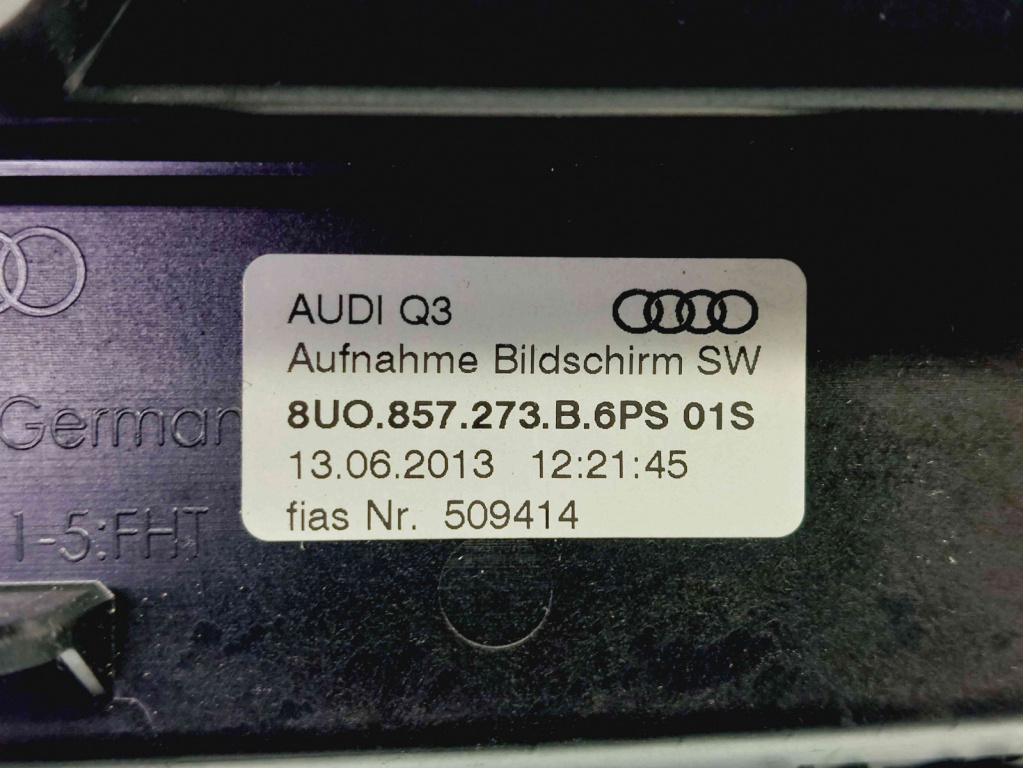 AUDI Q3
Aufnahme Bildschirm SW
8UO.857.273.B.6PS 01S
13.06.2013 12:21:45
fias Nr. 509414
German
1-5:FHT